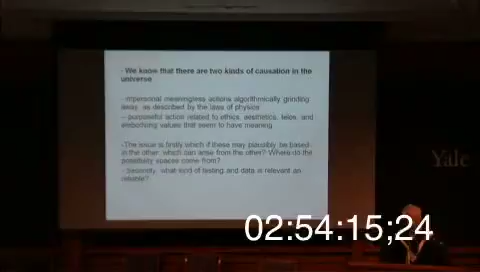 - We know that there are two kinds of causation in the
universe
- Impersonal meaningless actions algorithmically grinding
away, as described by the laws of physics
- purposeful action related to ethics, aesthetics, telos, and
embodying values that seem to have meaning
-The issue is firstly which if these may plausibly be based
in the other: which can arise from the other? Where do the
possibility spaces come from?
- Secondly, what kind of testing and data is relevant an
reliable?
Yale
02:54:15;24